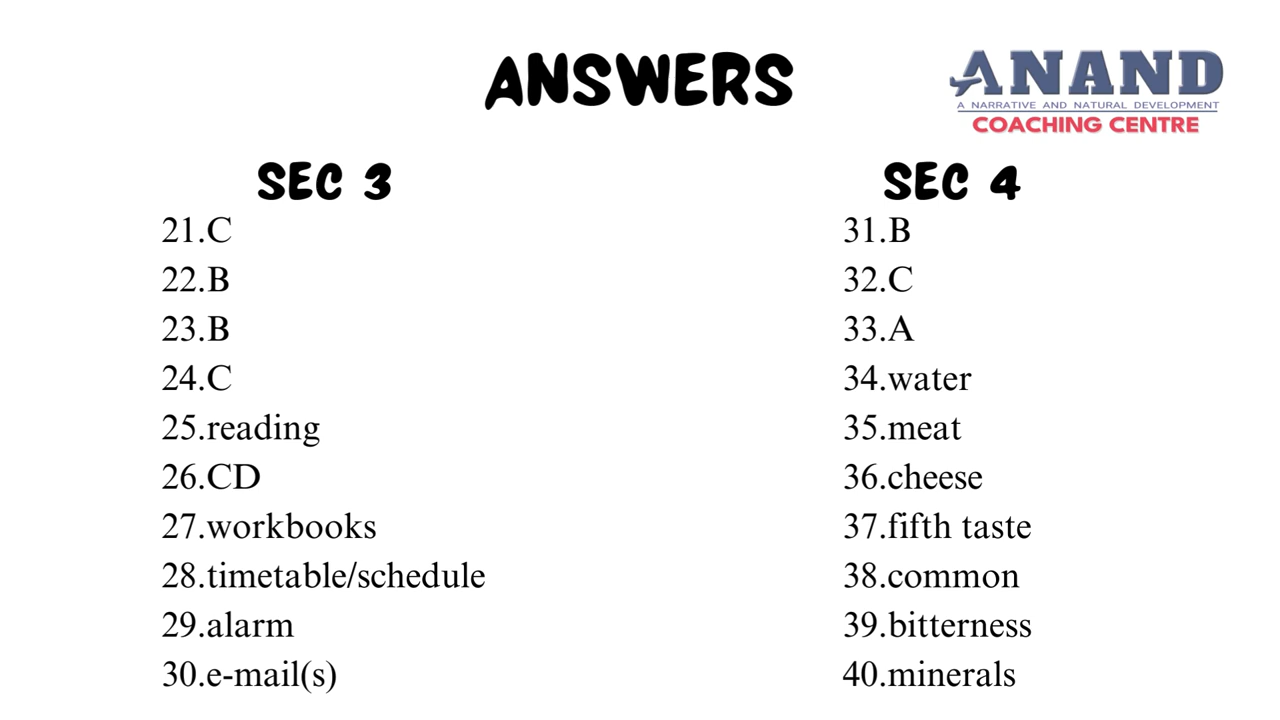 ANSWERS
ANAND
A NARRATIVE AND NATURAL DEVELOPMENT
COACHING CENTRE
SEC 3
21.C
22.B
23.B
24.C
25.reading
26.CD
27.workbooks
28.timetable/schedule
29.alarm
30.e-mail(s)
SEC 4
31.B
32.C
33.A
34.water
35.meat
36.cheese
37.fifth taste
38.common
39.bitterness
40.minerals